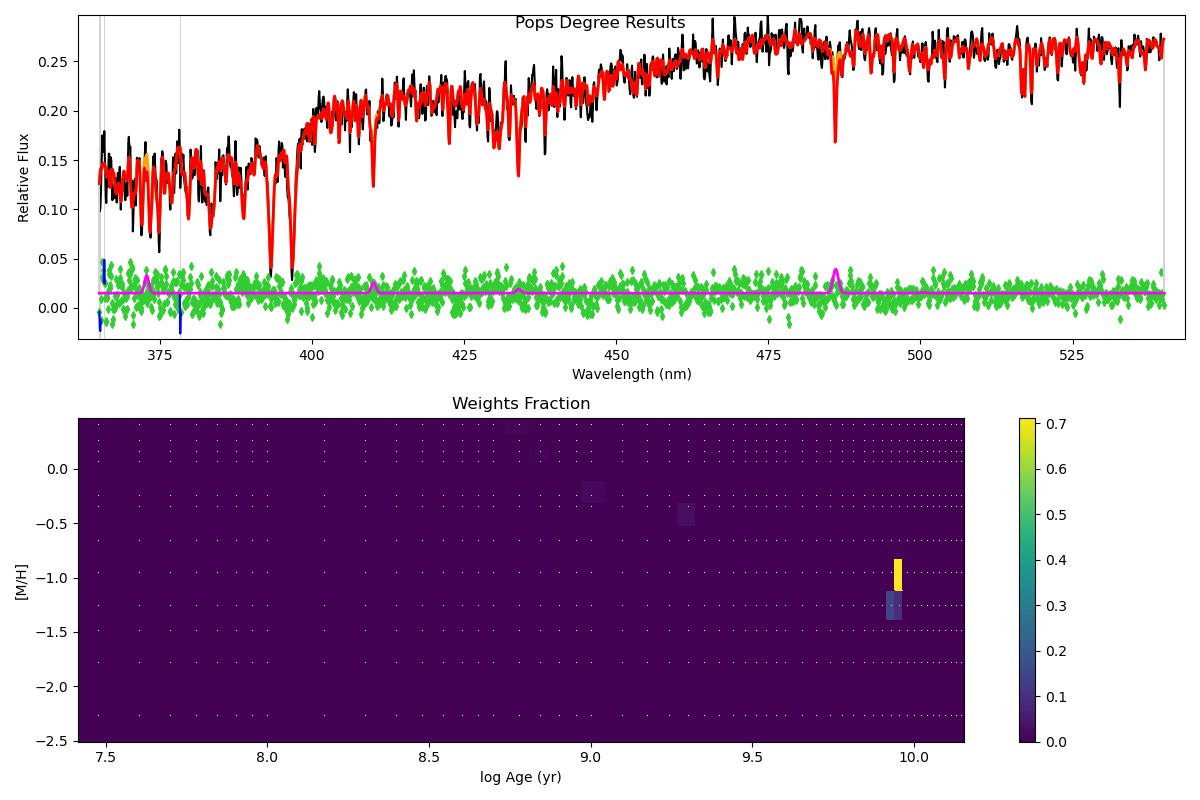 Pops Degree Results
Relative Flux
0.25
0.20
0.15
0.10
0.05
0.00
375 400 425 450 475 500 525
Wavelength (nm)
Weights Fraction
[M/H]
0.0
−0.5
−1.0
−1.5
−2.0
−2.5
7.5 8.0 8.5 9.0 9.5 10.0
log Age (yr)
0.7
0.6
0.5
0.4
0.3
0.2
0.1
0.0